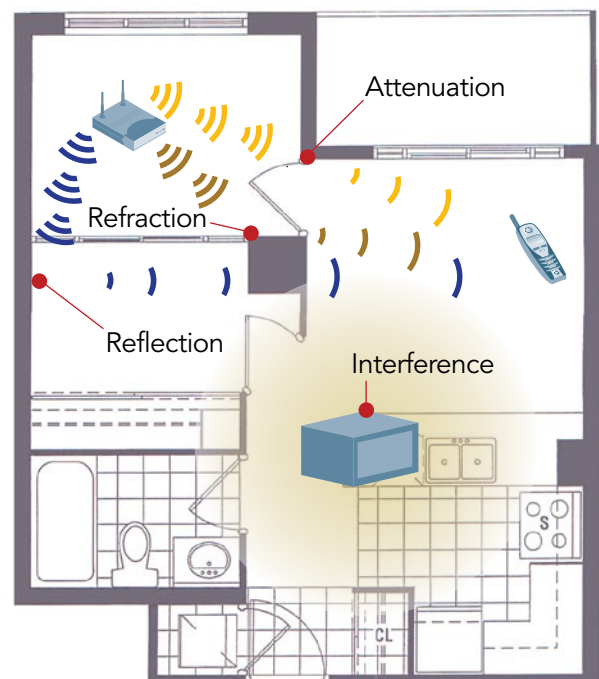 Attenuation
Refraction
Reflection
Interference
S
CL